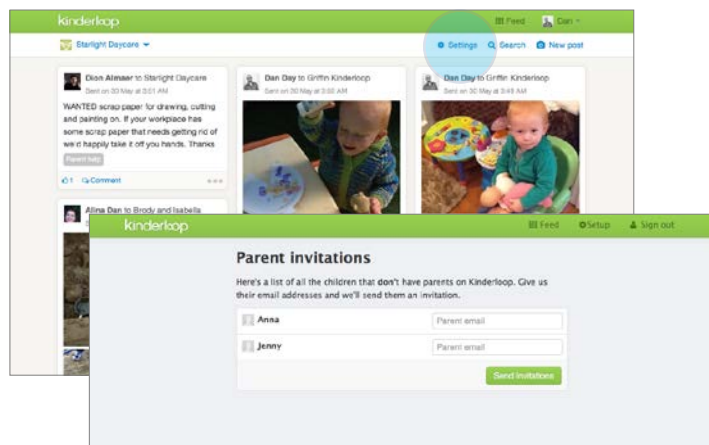 kinderloop
Feed
Dan
Starlight Daycare
Settings
Search
New post
Dion Almaer to Starlight Daycare
Sent on 30 May at 3:51 AM
WANTED scrap paper for drawing, cutting
and painting on. If your workplace has
some scrap paper that needs getting rid of
we'd happily take it off you hands. Thanks
Parent help
1 Comment
Dan Day to Griffin Kinderloop
Sent on 30 May at 3:50 AM
Dan Day to Griffin Kinderloop
Sent on 30 May at 3:49 AM
Alina Dan to Brody and Isabella
kinderloop
Feed
Setup
Sign out
Parent invitations
Here's a list of all the children that don't have parents on Kinderloop. Give us
their email addresses and we'll send them an invitation.
Anna
Parent email
Jenny
Parent email
Send invitations